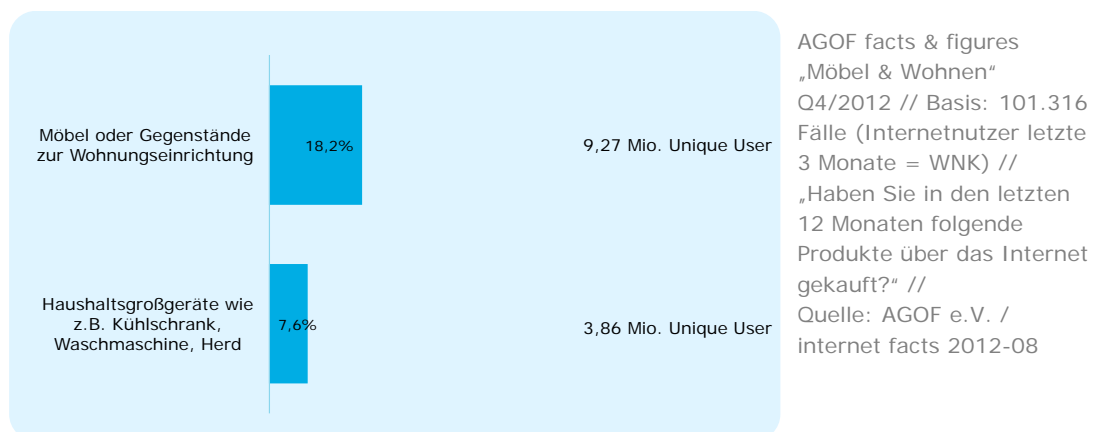 Möbel oder Gegenstände
zur Wohnungseinrichtung
18,2%
9,27 Mio. Unique User
Haushaltsgroßgeräte wie
z.B. Kühlschrank,
Waschmaschine, Herd
7,6%
3,86 Mio. Unique User
AGOF facts & figures
„Möbel & Wohnen“
Q4/2012 // Basis: 101.316
Fälle (Internetnutzer letzte
3 Monate = WNK) //
„Haben Sie in den letzten
12 Monaten folgende
Produkte über das Internet
gekauft?“ //
Quelle: AGOF e.V. /
internet facts 2012-08